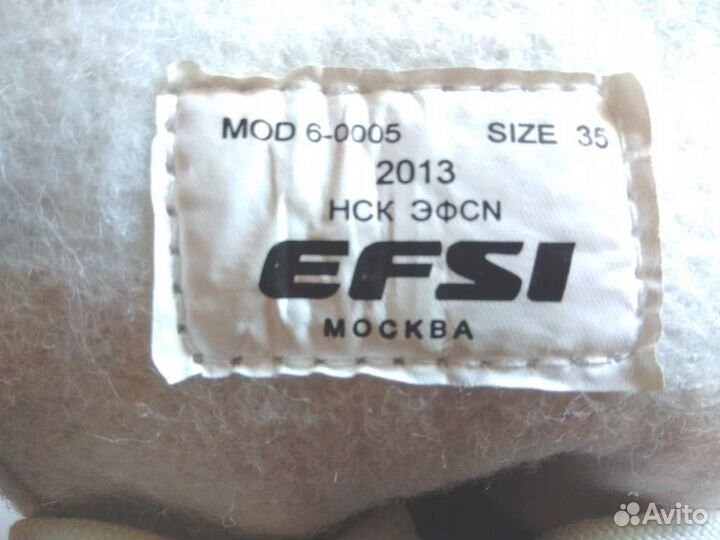 MOD 6-0005 SIZE 35
2013
НСК ЭФСN
EFSI
МОСКВА
Avito